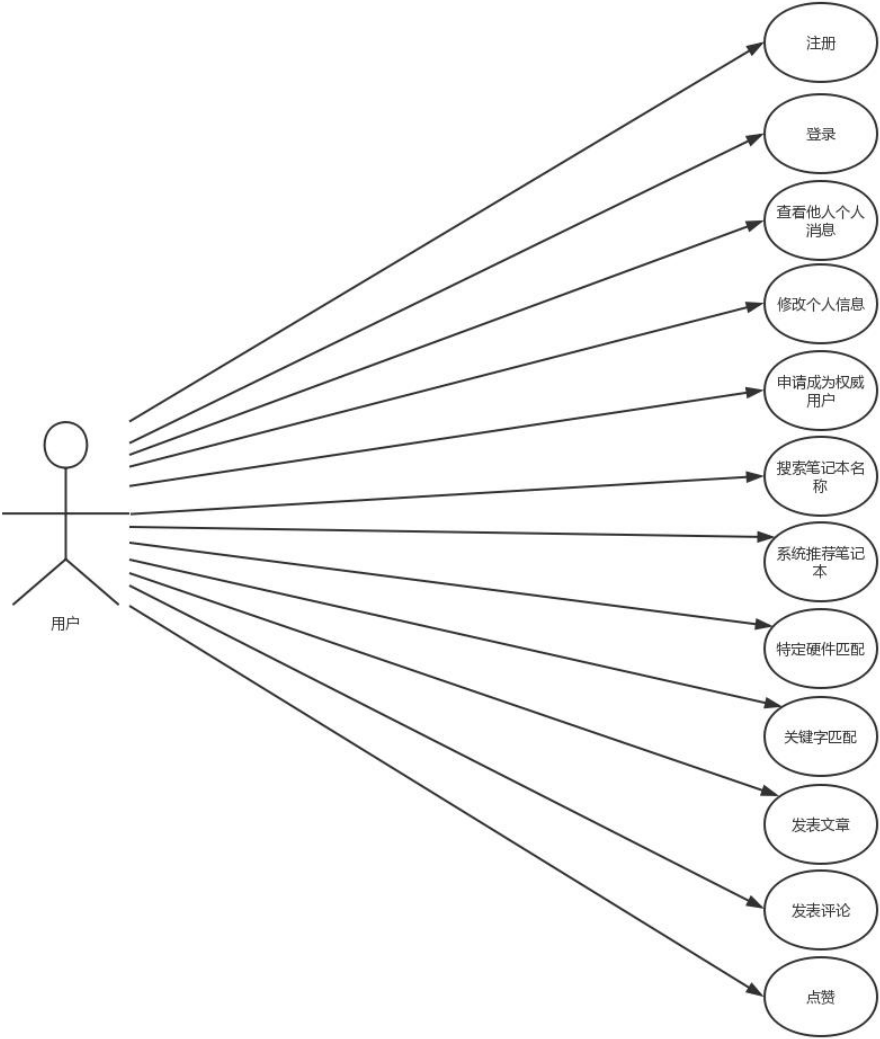 注册
登录
查看他人个人
消息
修改个人信息
申请成为权威
用户
搜索笔记本名
称
系统推荐笔记
本
用户
特定硬件匹配
关键字匹配
发表文章
发表评论
点赞